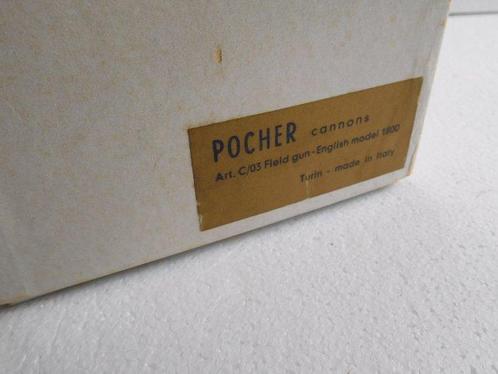 POCHER cannons
Art. C/03 Field gun-English model 1800
Turin - made in Italy